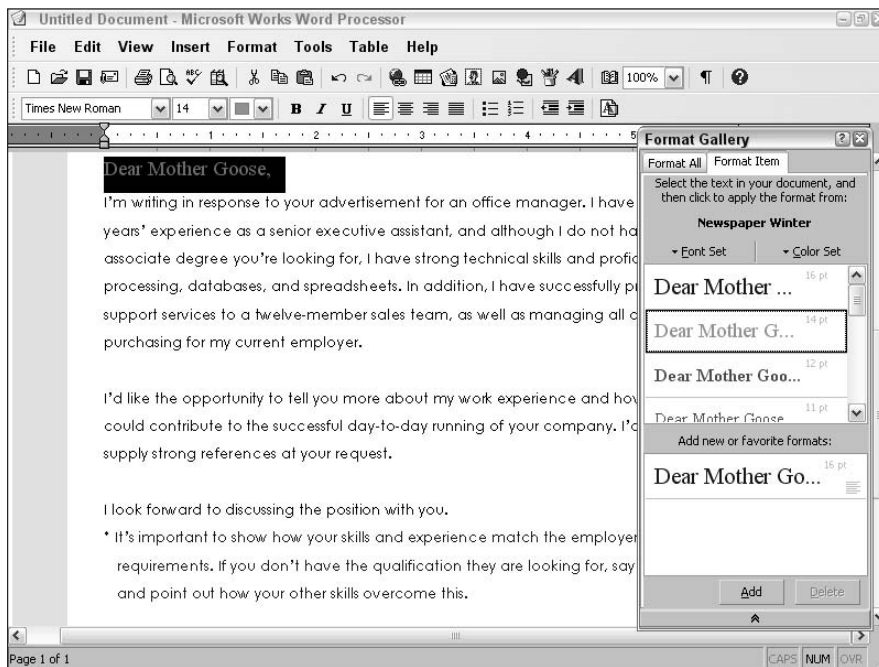 Untitled Document - Microsoft Works Word Processor
File Edit View Insert Format Tools Table Help
100%
Times New Roman 14 B I U
1 2 3 4 5
Format Gallery
Format All Format Item
Select the text in your document, and
then click to apply the format from:
Newspaper Winter
Font Set Color Set
16 pt
Dear Mother ...
14 pt
Dear Mother G...
12 pt
Dear Mother Goo...
11 pt
Dear Mother Goose
Add new or favorite formats:
16 pt
Dear Mother Go...
Add Delete
Dear Mother Goose,
I'm writing in response to your advertisement for an office manager. I have
years' experience as a senior executive assistant, and although I do not ha
associate degree you're looking for, I have strong technical skills and profic
processing, databases, and spreadsheets. In addition, I have successfully p
support services to a twelve-member sales team, as well as managing all
purchasing for my current employer.
I'd like the opportunity to tell you more about my work experience and how
could contribute to the successful day-to-day running of your company. I'd
supply strong references at your request.
I look forward to discussing the position with you.
* It's important to show how your skills and experience match the employer
requirements. If you don't have the qualification they are looking for, say
and point out how your other skills overcome this.
Page 1 of 1
CAPS NUM OVR